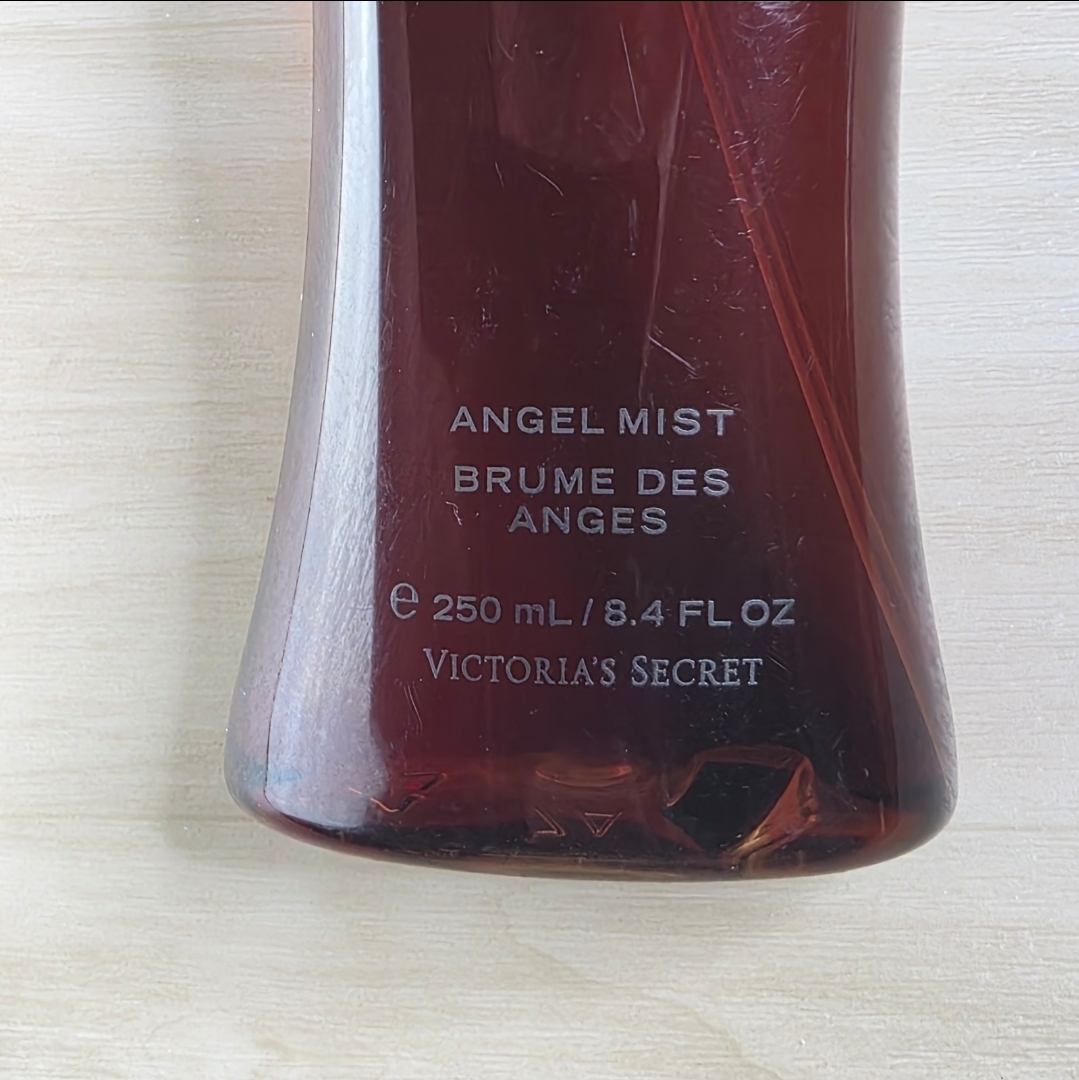 ANGEL MIST
BRUME DES
ANGES
℮ 250 mL / 8.4 FL OZ
VICTORIA'S SECRET